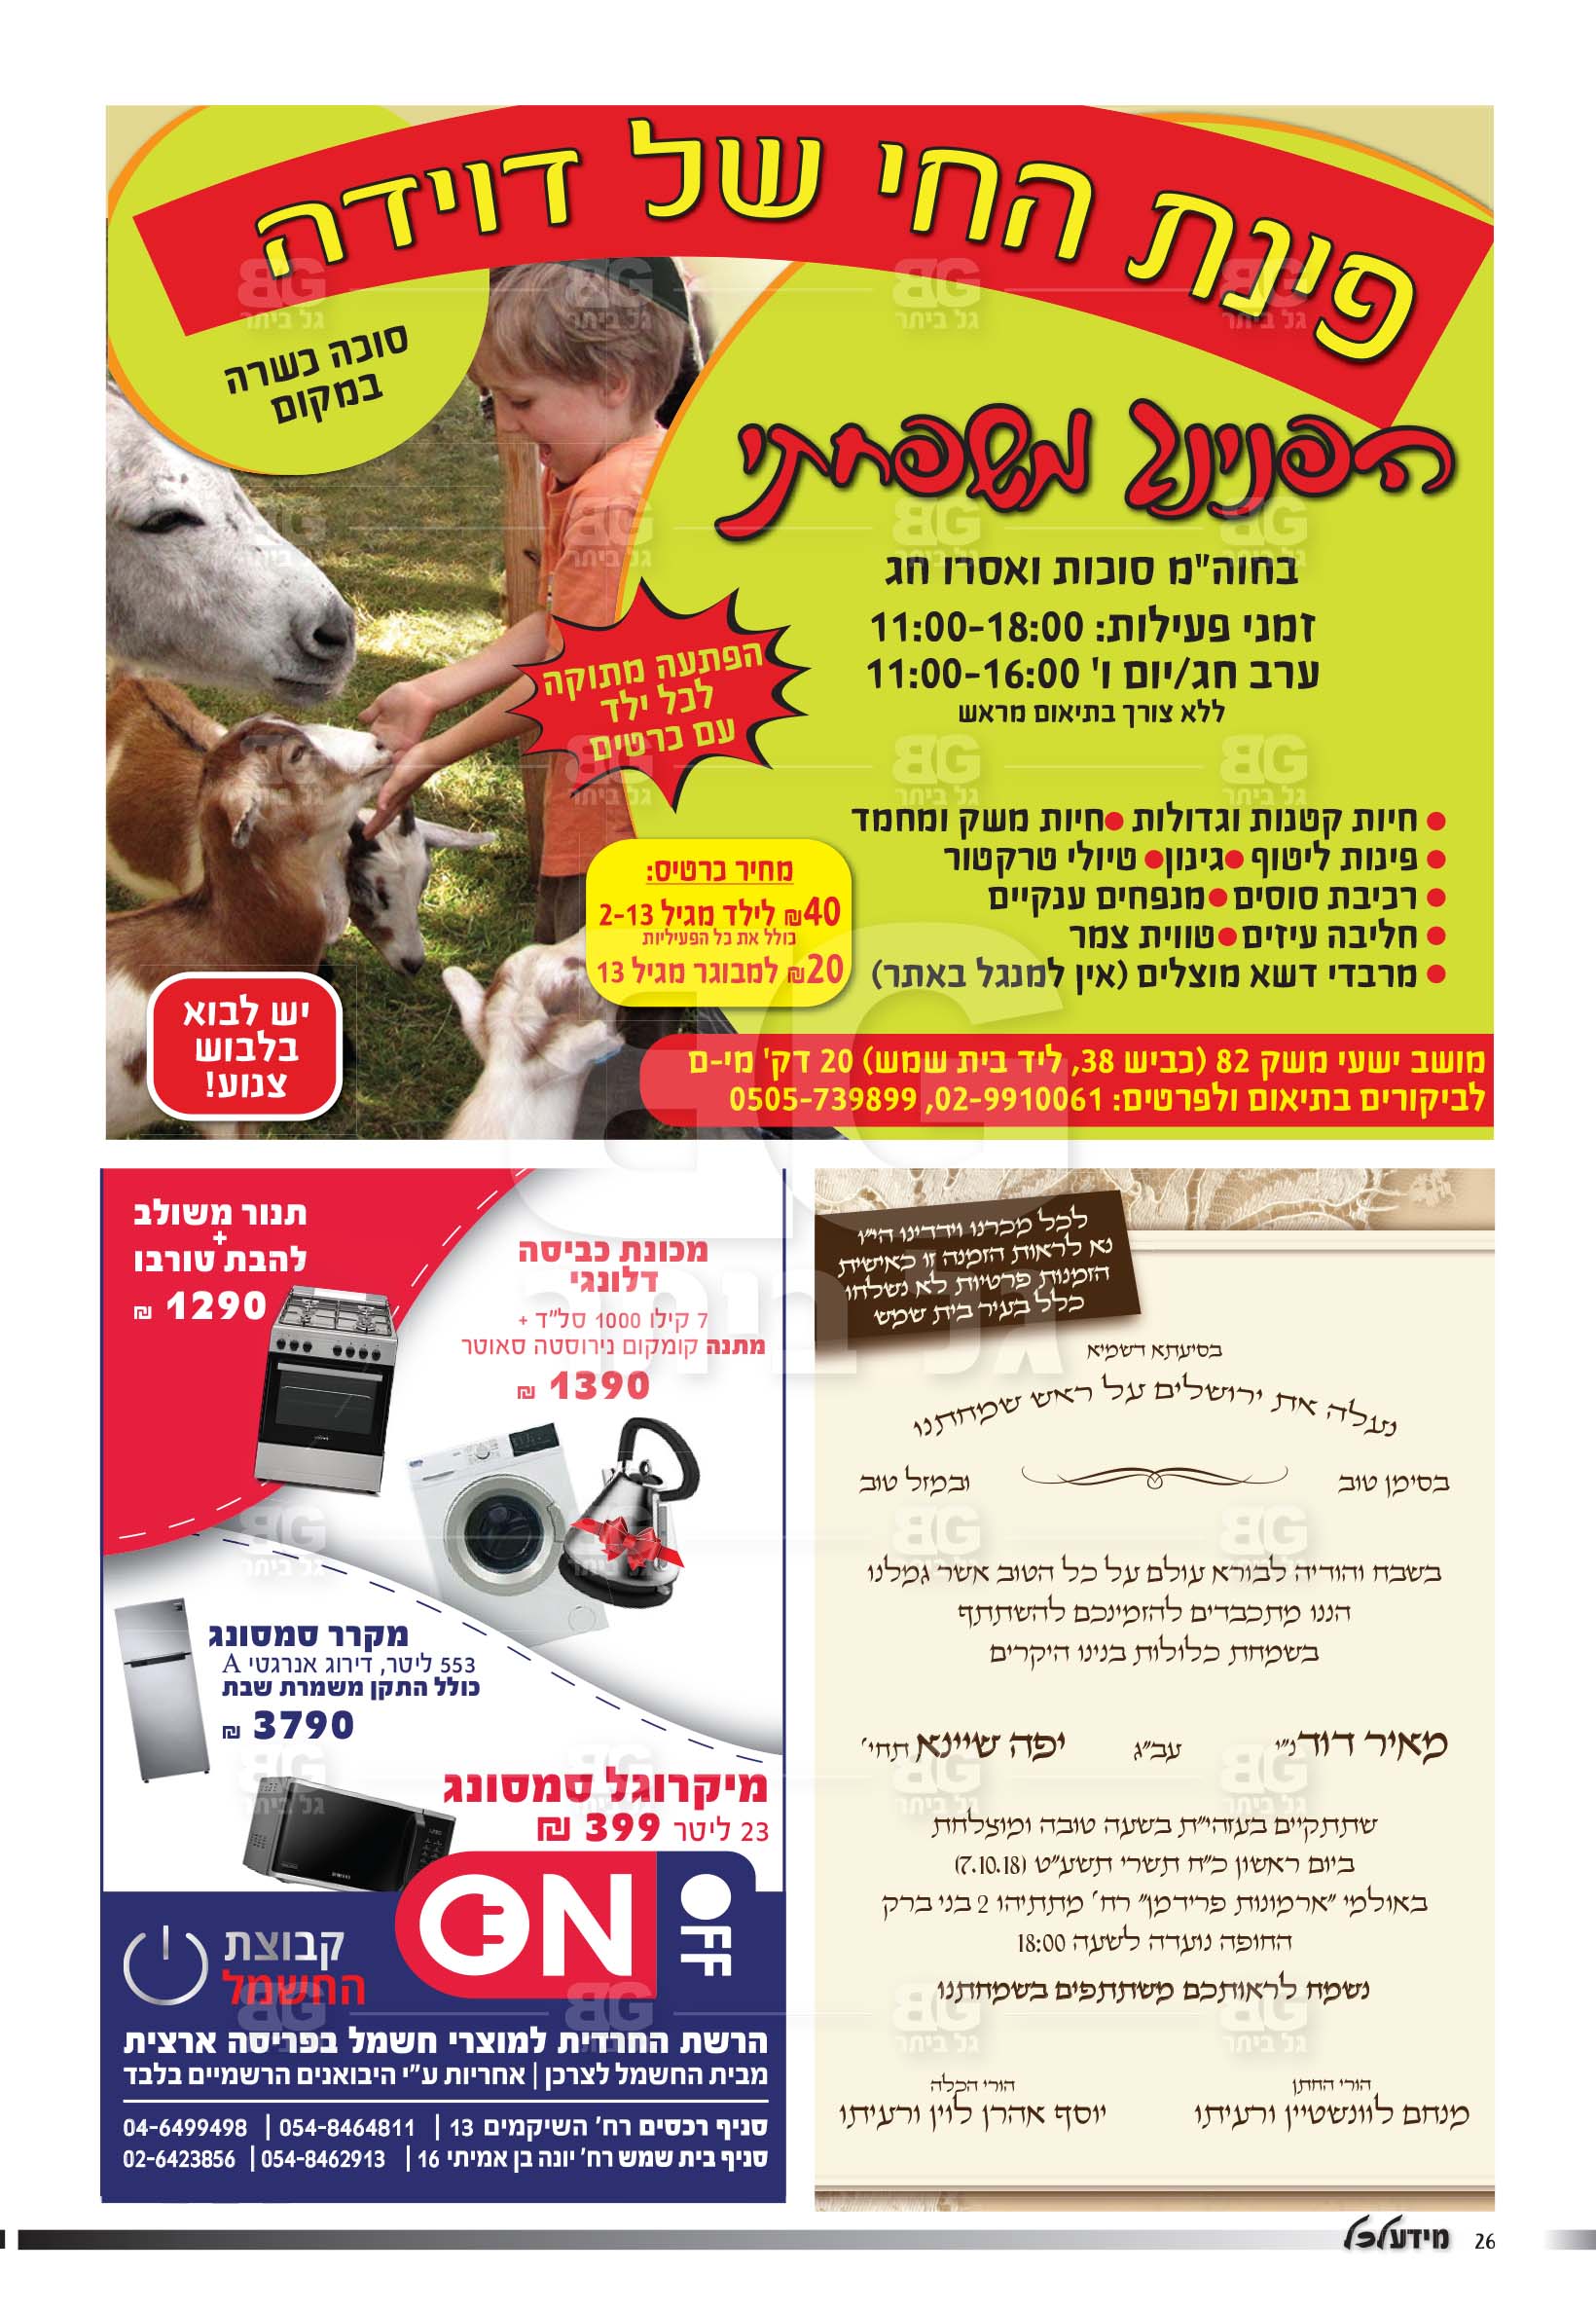 פינת החי של דוידה
סוכה כשרה
במקום
הפנינג משפחתי
בחוה"מ סוכות ואסרו חג
זמני פעילות: 11:00-18:00
ערב חג/יום ו' 11:00-16:00
ללא צורך בתיאום מראש
הפתעה מתוקה
לכל ילד
עם כרטיס
• חיות קטנות וגדולות • חיות משק ומחמד
• פינות ליטוף • גינון • טיולי טרקטור
• רכיבת סוסים • מנפחים ענקיים
• חליבה עיזים • טווית צמר
• מרבדי דשא מוצלים (אין למנגל באתר)
מחיר כרטיס:
40₪ לילד מגיל 2-13
כולל את כל הפעיליות
20₪ למבוגר מגיל 13
יש לבוא
בלבוש
צנוע!
מושב ישעי משק 82 (כביש 38, ליד בית שמש) 20 דק' מי-ם
לביקורים בתיאום ולפרטים: 02-9910061, 0505-739899
לכל מכרנו וידידינו הי"ו
נא לראות הזמנה זו כאישית
הזמנות פרטיות לא נשלחו
כלל בעיר בית שמש
בסיעתא דשמיא
נעלה את ירושלים על ראש שמחתנו
בסימן טוב ובמזל טוב
בשבח והודיה לבורא עולם על כל הטוב אשר גמלנו
הננו מתכבדים להזמינכם להשתתף
בשמחת כלולות בנינו היקרים
מאיר דוד ני"ו עב"ג יפה שיינא תחי'
שתתקיים בעזהי"ת בשעה טובה ומוצלחת
ביום ראשון כ"ח תשרי תשע"ט (7.10.18)
באולמי "ארמונות פרידמן" רח' מתתיהו 2 בני ברק
החופה נועדה לשעה 18:00
נשמח לראותכם משתתפים בשמחתנו
הורי החתן
מנחם לוונשטיין ורעיתו
הורי הכלה
יוסף אהרן לוין ורעיתו
תנור משולב
+
להבת טורבו
1290 ₪
מכונת כביסה
דלונגי
7 קילו 1000 סל"ד +
מתנה קומקום נירוסטה סאוטר
1390 ₪
מקרר סמסונג
553 ליטר, דירוג אנרגטי A
כולל התקן משמרת שבת
3790 ₪
מיקרוגל סמסונג
23 ליטר 399 ₪
ON OFF
קבוצת
החשמל
הרשת החרדית למוצרי חשמל בפריסה ארצית
מבית החשמל לצרכן | אחריות ע"י היבואנים הרשמיים בלבד
סניף רכסים רח' השיקמים 13 | 054-8464811 | 04-6499498
סניף בית שמש רח' יונה בן אמיתי 16 | 054-8462913 | 02-6423856
26 מידע לכל
BG
גל ביתר